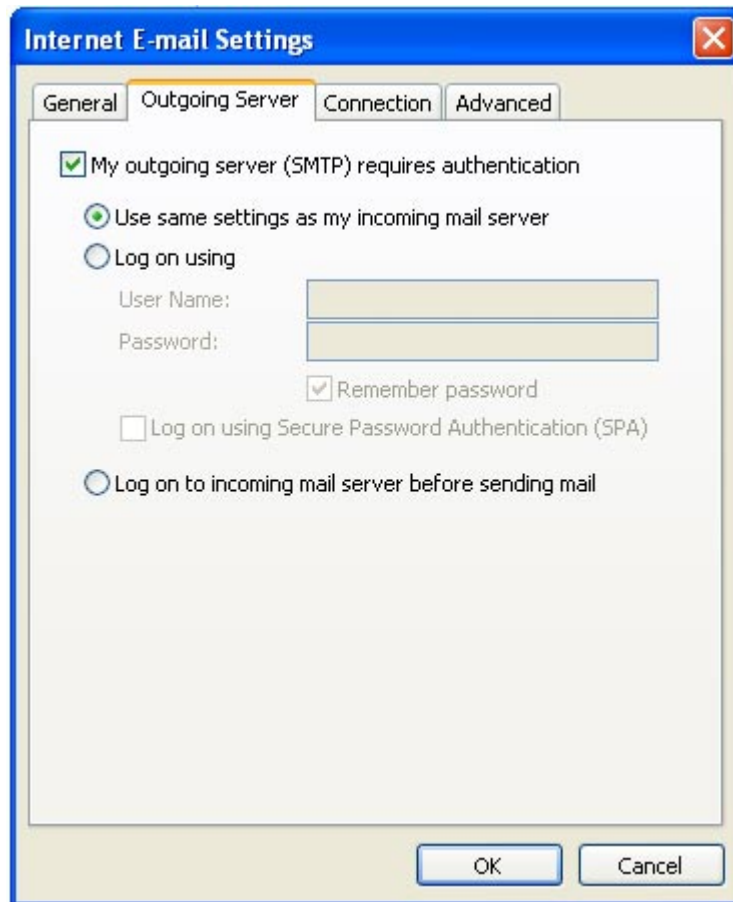 Internet E-mail Settings
General Outgoing Server Connection Advanced
My outgoing server (SMTP) requires authentication
Use same settings as my incoming mail server
Log on using
User Name:
Password:
Remember password
Log on using Secure Password Authentication (SPA)
Log on to incoming mail server before sending mail
OK Cancel